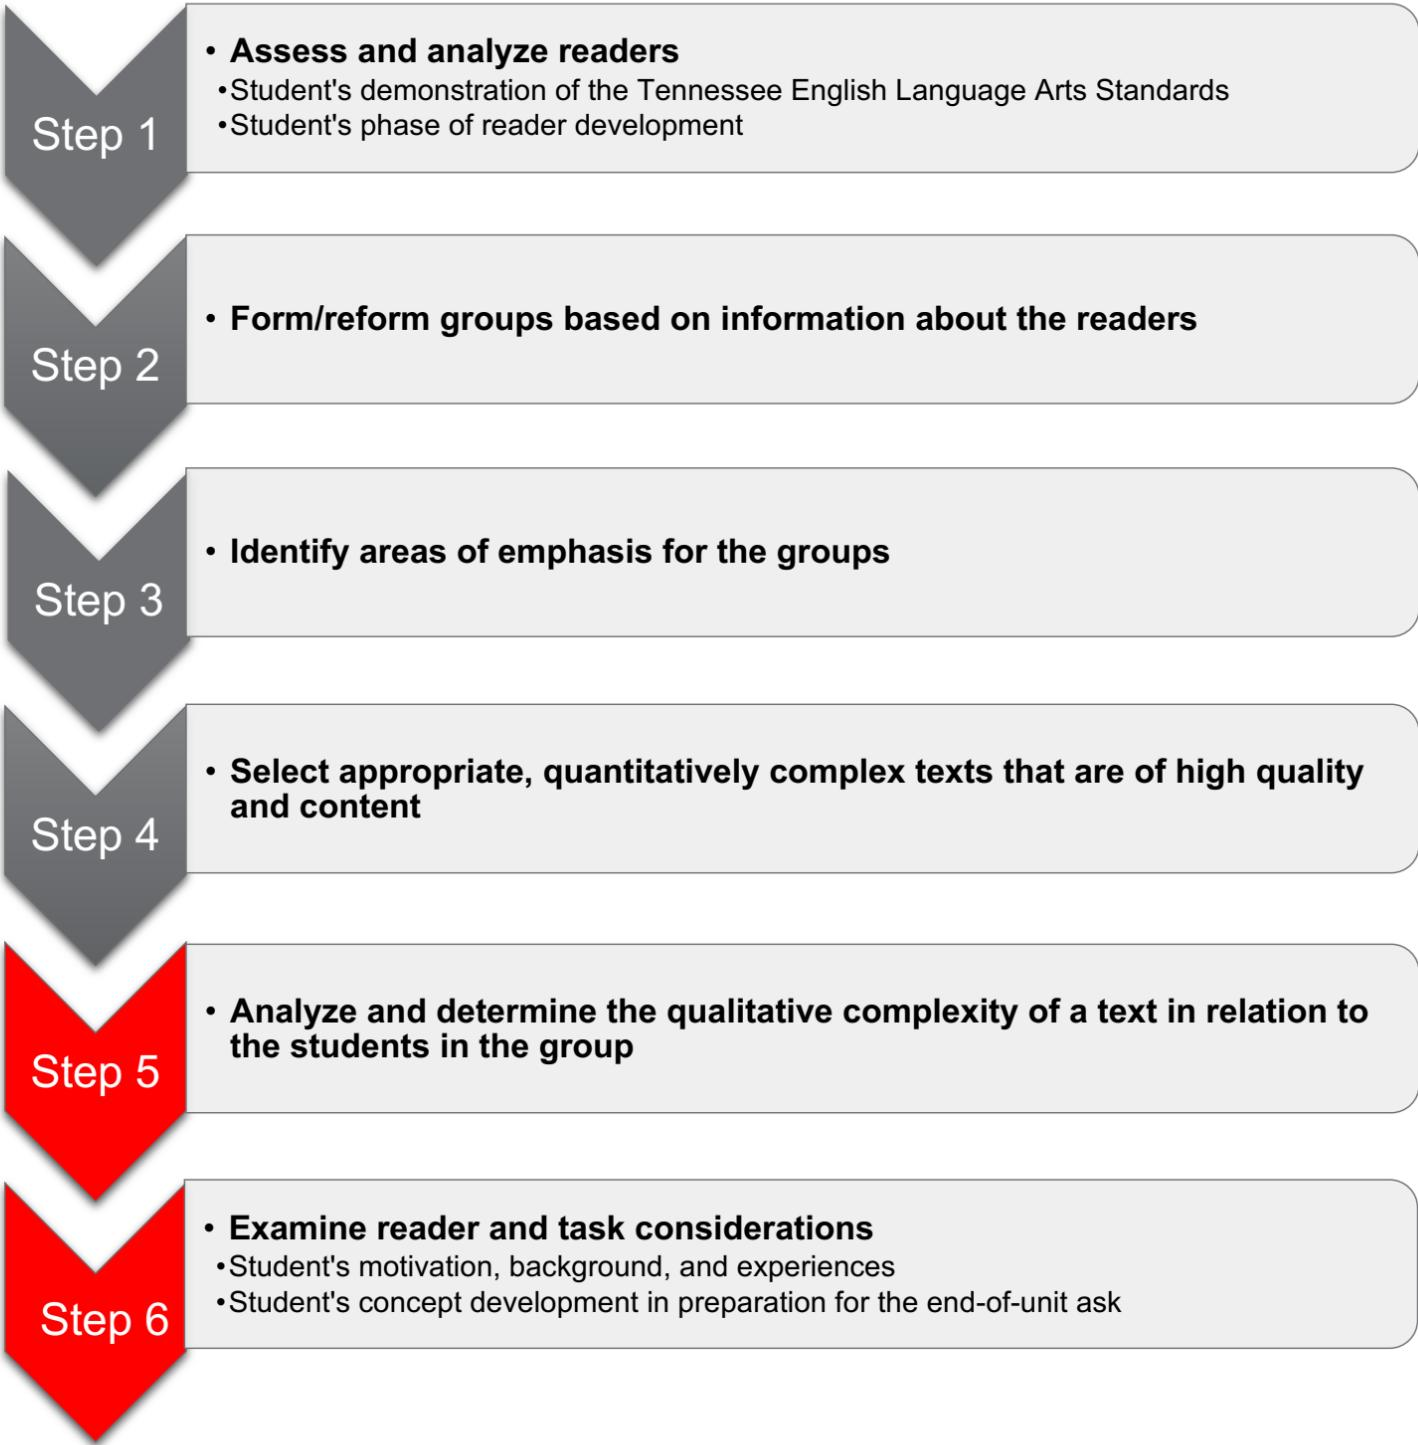 Step 1
• Assess and analyze readers
•Student's demonstration of the Tennessee English Language Arts Standards
•Student's phase of reader development
Step 2
• Form/reform groups based on information about the readers
Step 3
• Identify areas of emphasis for the groups
Step 4
• Select appropriate, quantitatively complex texts that are of high quality
and content
Step 5
• Analyze and determine the qualitative complexity of a text in relation to
the students in the group
Step 6
• Examine reader and task considerations
•Student's motivation, background, and experiences
•Student's concept development in preparation for the end-of-unit ask